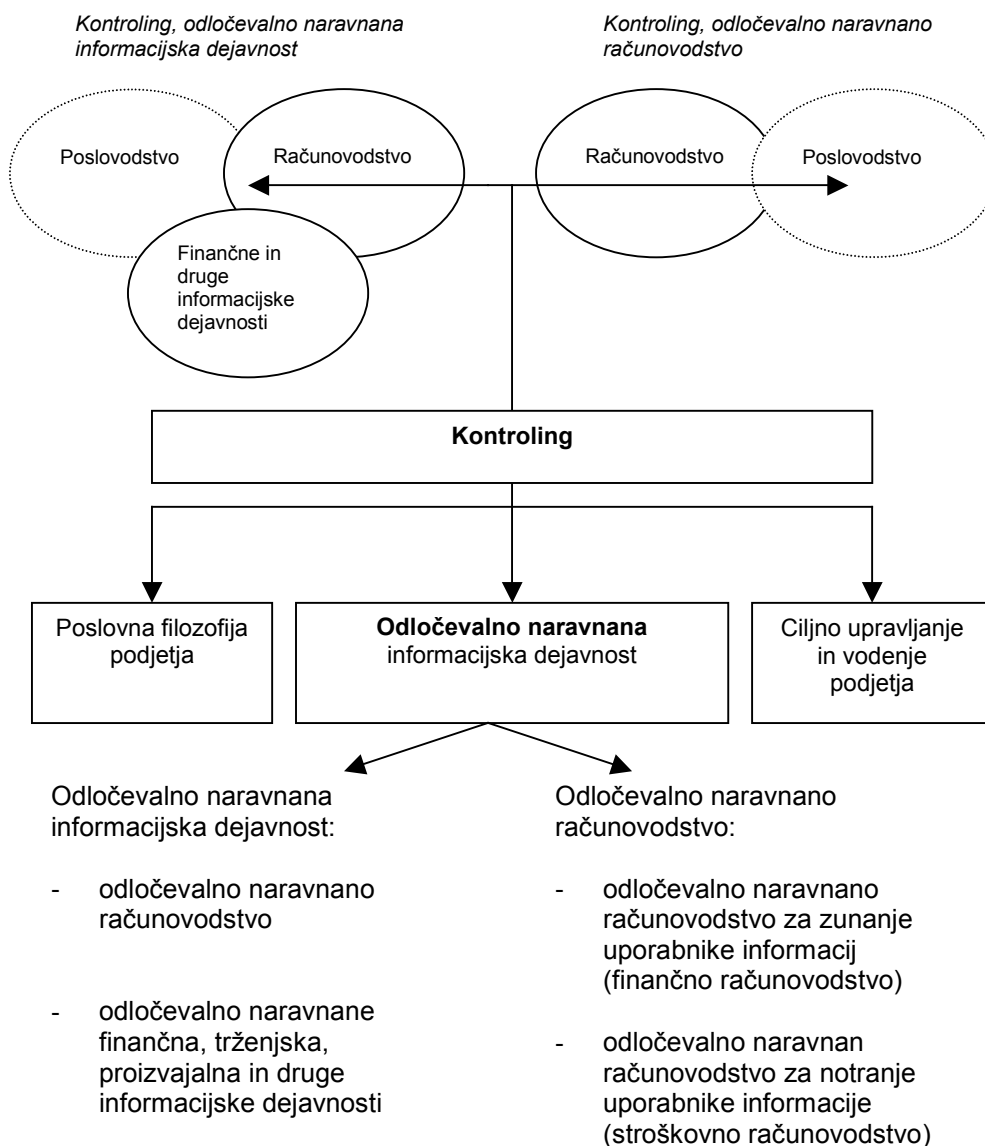 Kontroling, odločevalno naravnana
informacijska dejavnost
Kontroling, odločevalno naravnano
računovodstvo
Poslovodstvo
Računovodstvo
Računovodstvo
Poslovodstvo
Finančne in
druge
informacijske
dejavnosti
Kontroling
Poslovna filozofija
podjetja
Odločevalno naravnana
informacijska dejavnost
Ciljno upravljanje
in vodenje
podjetja
Odločevalno naravnana
informacijska dejavnost:
- odločevalno naravnano
računovodstvo
- odločevalno naravnane
finančna, trženjska,
proizvajalna in druge
informacijske dejavnosti
Odločevalno naravnano
računovodstvo:
- odločevalno naravnano
računovodstvo za zunanje
uporabnike informacij
(finančno računovodstvo)
- odločevalno naravnan
računovodstvo za notranje
uporabnike informacije
(stroškovno računovodstvo)